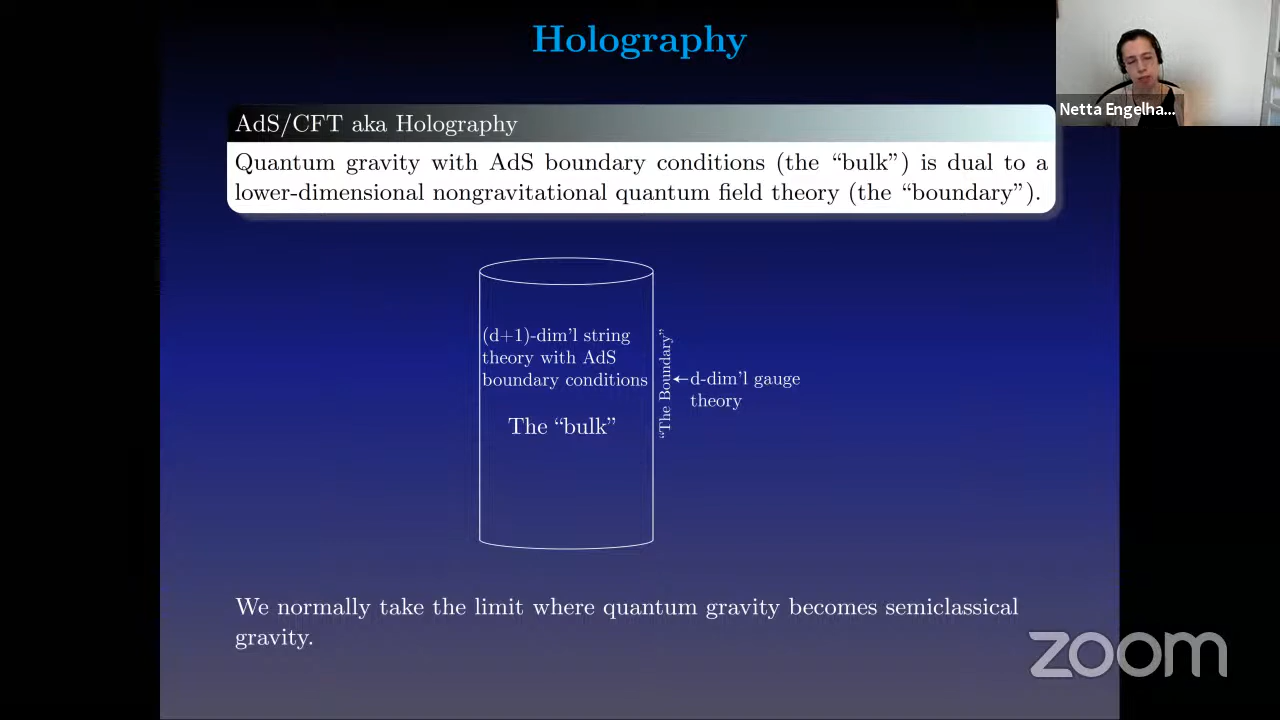 Holography
Netta Engelha...
AdS/CFT aka Holography
Quantum gravity with AdS boundary conditions (the “bulk”) is dual to a
lower-dimensional nongravitational quantum field theory (the “boundary”).
(d+1)-dim’l string
theory with AdS
boundary conditions
The “bulk”
“The Boundary”
d-dim’l gauge
theory
We normally take the limit where quantum gravity becomes semiclassical
gravity.
zoom